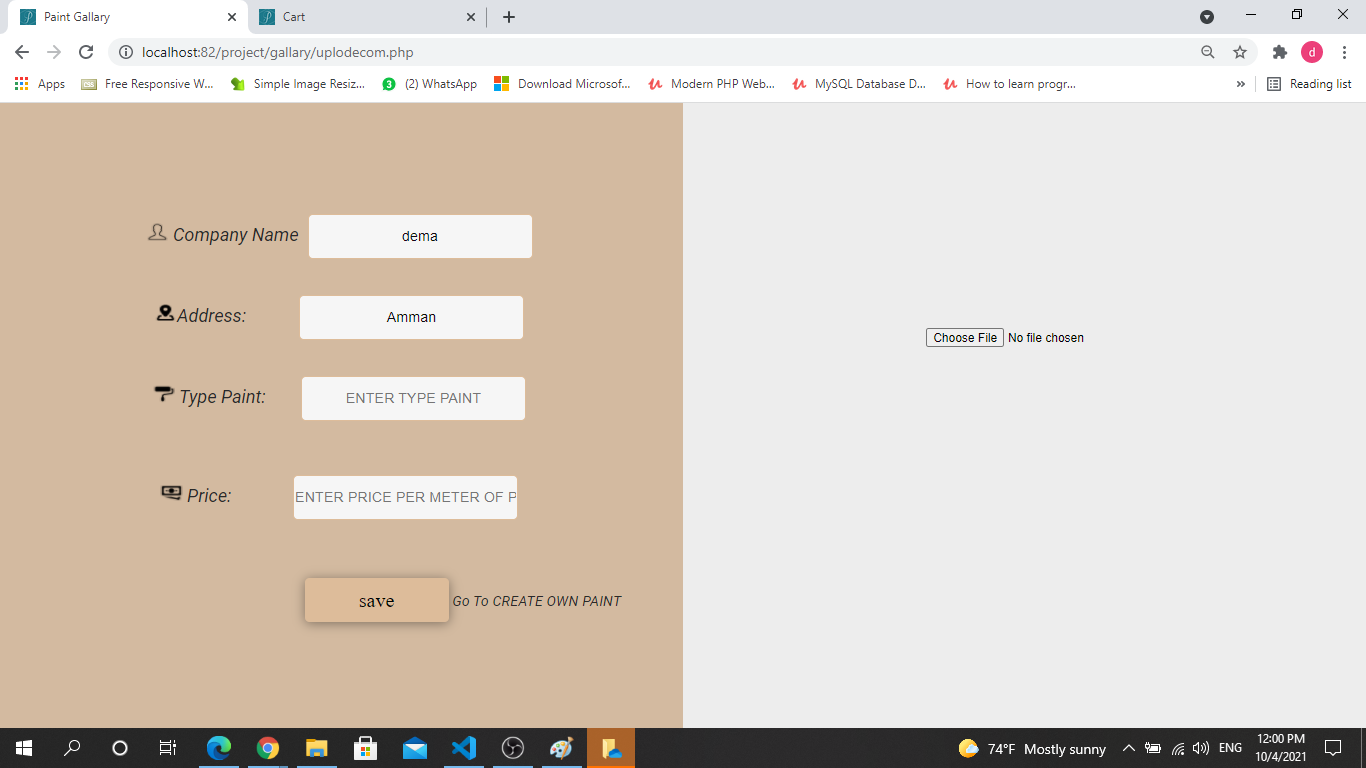 Paint Gallary
Cart
localhost:82/project/gallary/uplodecom.php
d
Apps
Free Responsive W...
Simple Image Resiz...
3
(2) WhatsApp
Download Microsof...
Modern PHP Web...
MySQL Database D...
How to learn progr...
»
Reading list
Company Name
dema
Address:
Amman
Choose File No file chosen
Type Paint:
ENTER TYPE PAINT
Price:
ENTER PRICE PER METER OF P
save
Go To CREATE OWN PAINT
74°F Mostly sunny
ENG
12:00 PM
10/4/2021